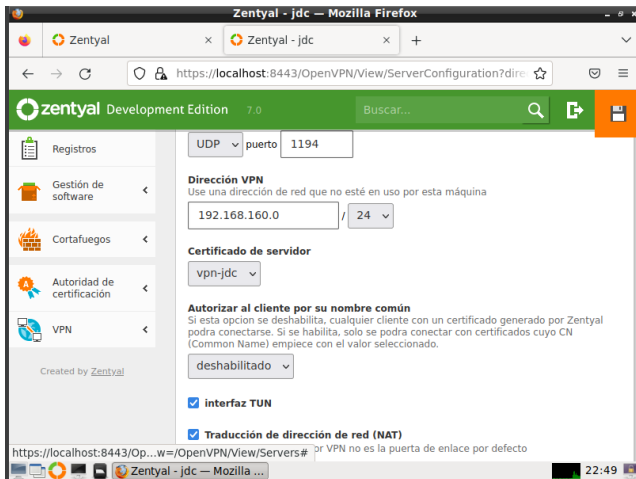 Zentyal - jdc — Mozilla Firefox
Zentyal × Zentyal - jdc × +
https://localhost:8443/OpenVPN/View/ServerConfiguration?dire
zentyal Development Edition 7.0 Buscar...
Registros
Gestión de software
Cortafuegos
Autoridad de certificación
VPN
Created by Zentyal
UDP puerto 1194
Dirección VPN
Use una dirección de red que no esté en uso por esta máquina
192.168.160.0 / 24
Certificado de servidor
vpn-jdc
Autorizar al cliente por su nombre común
Si esta opcion se deshabilita, cualquier cliente con un certificado generado por Zentyal
podra conectarse. Si se habilita, solo se podra conectar con certificados cuyo CN
(Common Name) empiece con el valor seleccionado.
deshabilitado
interfaz TUN
Traducción de dirección de red (NAT)
or VPN no es la puerta de enlace por defecto
https://localhost:8443/Op...w=/OpenVPN/View/Servers#
Zentyal - jdc — Mozilla ...
22:49